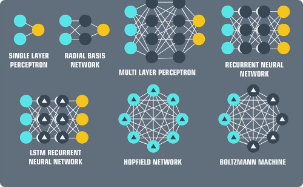 SINGLE LAYER
PERCEPTRON
RADIAL BASIS
NETWORK
MULTI LAYER PERCEPTRON
RECURRENT NEURAL
NETWORK
LSTM RECURRENT
NEURAL NETWORK
HOPFIELD NETWORK
BOLTZMANN MACHINE